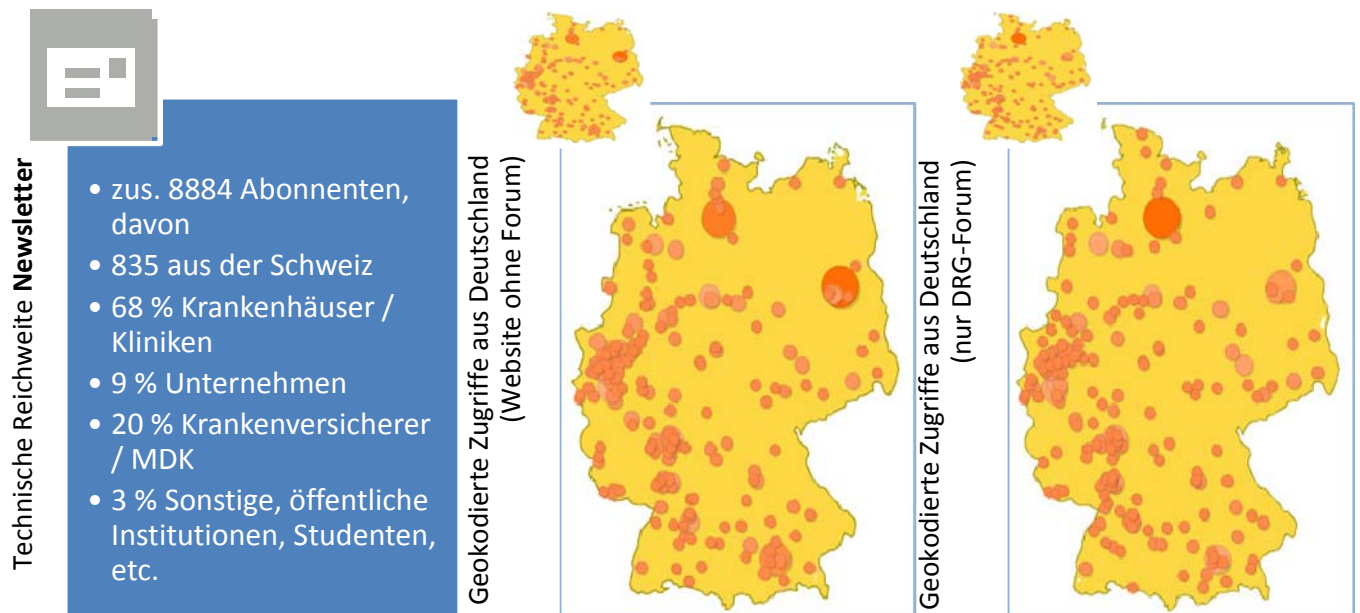 Technische Reichweite Newsletter
• zus. 8884 Abonnenten,
davon
• 835 aus der Schweiz
• 68 % Krankenhäuser /
Kliniken
• 9 % Unternehmen
• 20 % Krankenversicherer
/ MDK
• 3 % Sonstige, öffentliche
Institutionen, Studenten,
etc.
Geokodierte Zugriffe aus Deutschland
(Website ohne Forum)
Geokodierte Zugriffe aus Deutschland
(nur DRG-Forum)